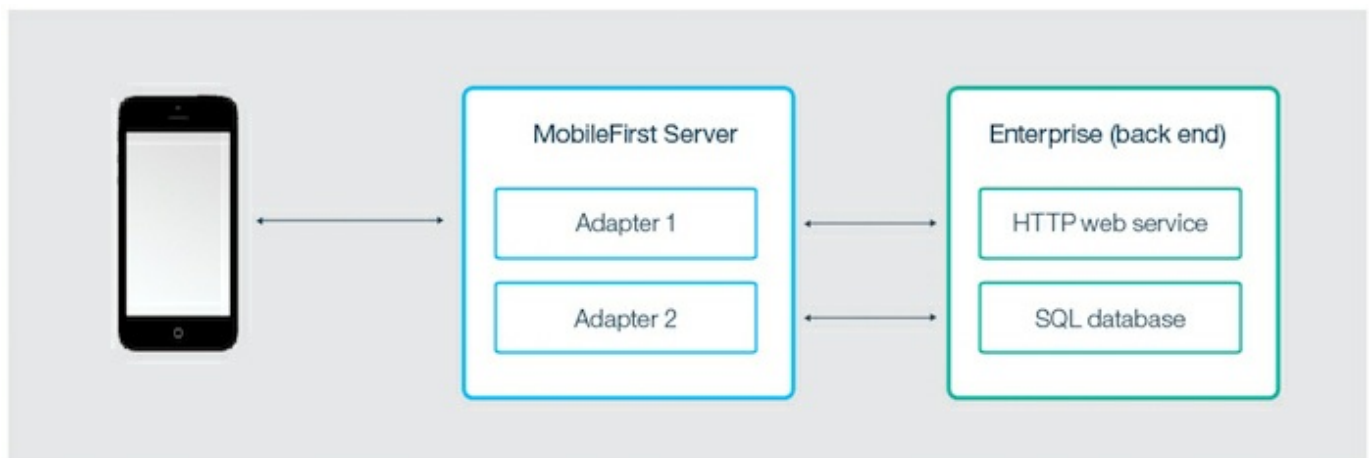 MobileFirst Server
Adapter 1
Adapter 2
Enterprise (back end)
HTTP web service
SQL database